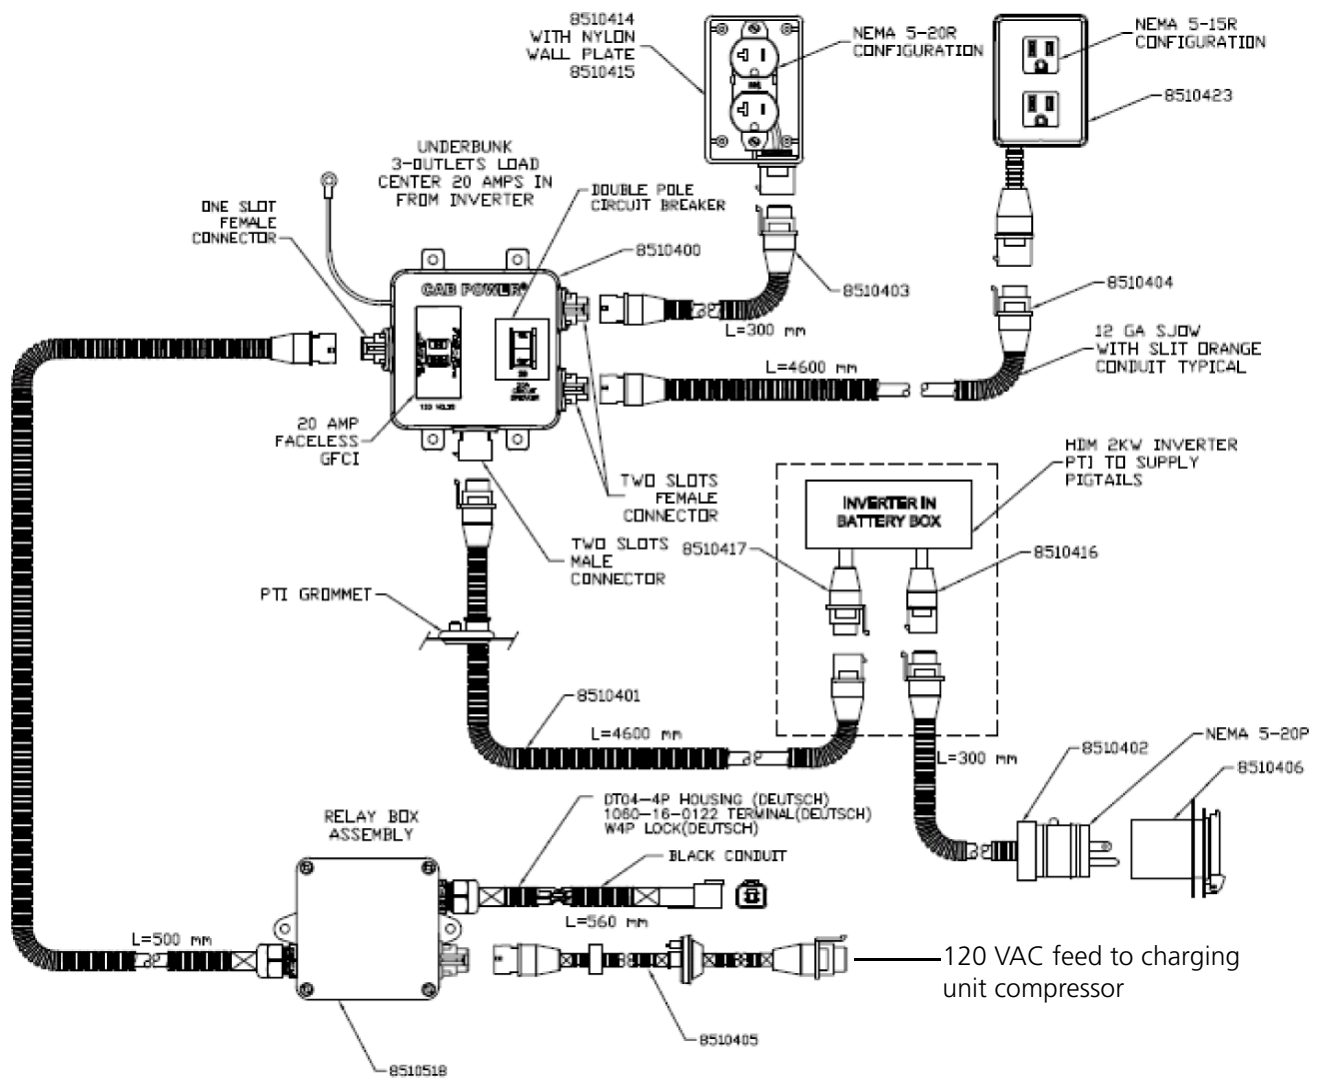 8510414
WITH NYLON
WALL PLATE
8510415
NEMA 5-20R
CONFIGURATION
NEMA 5-15R
CONFIGURATION
8510423
UNDERBUNK
3-OUTLETS LOAD
CENTER 20 AMPS IN
FROM INVERTER
DOUBLE POLE
CIRCUIT BREAKER
ONE SLOT
FEMALE
CONNECTOR
8510400
CAB POWER®
8510403
8510404
L=300 mm
12 GA SJOW
WITH SLIT ORANGE
CONDUIT TYPICAL
L=4600 mm
CIRCUIT
BREAKER
20 AMP
FACELESS
GFCI
HDM 2KW INVERTER
PTI TO SUPPLY
PIGTAILS
TWO SLOTS
FEMALE
CONNECTOR
INVERTER IN
BATTERY BOX
TWO SLOTS
MALE
CONNECTOR
8510417
8510416
PTI GROMMET
8510401
L=4600 mm
L=300 mm
8510402
NEMA 5-20P
8510406
RELAY BOX
ASSEMBLY
DT04-4P HOUSING (DEUTSCH)
1060-16-0122 TERMINAL(DEUTSCH)
W4P LOCK(DEUTSCH)
BLACK CONDUIT
L=560 mm
L=500 mm
120 VAC feed to charging
unit compressor
8510405
8510518